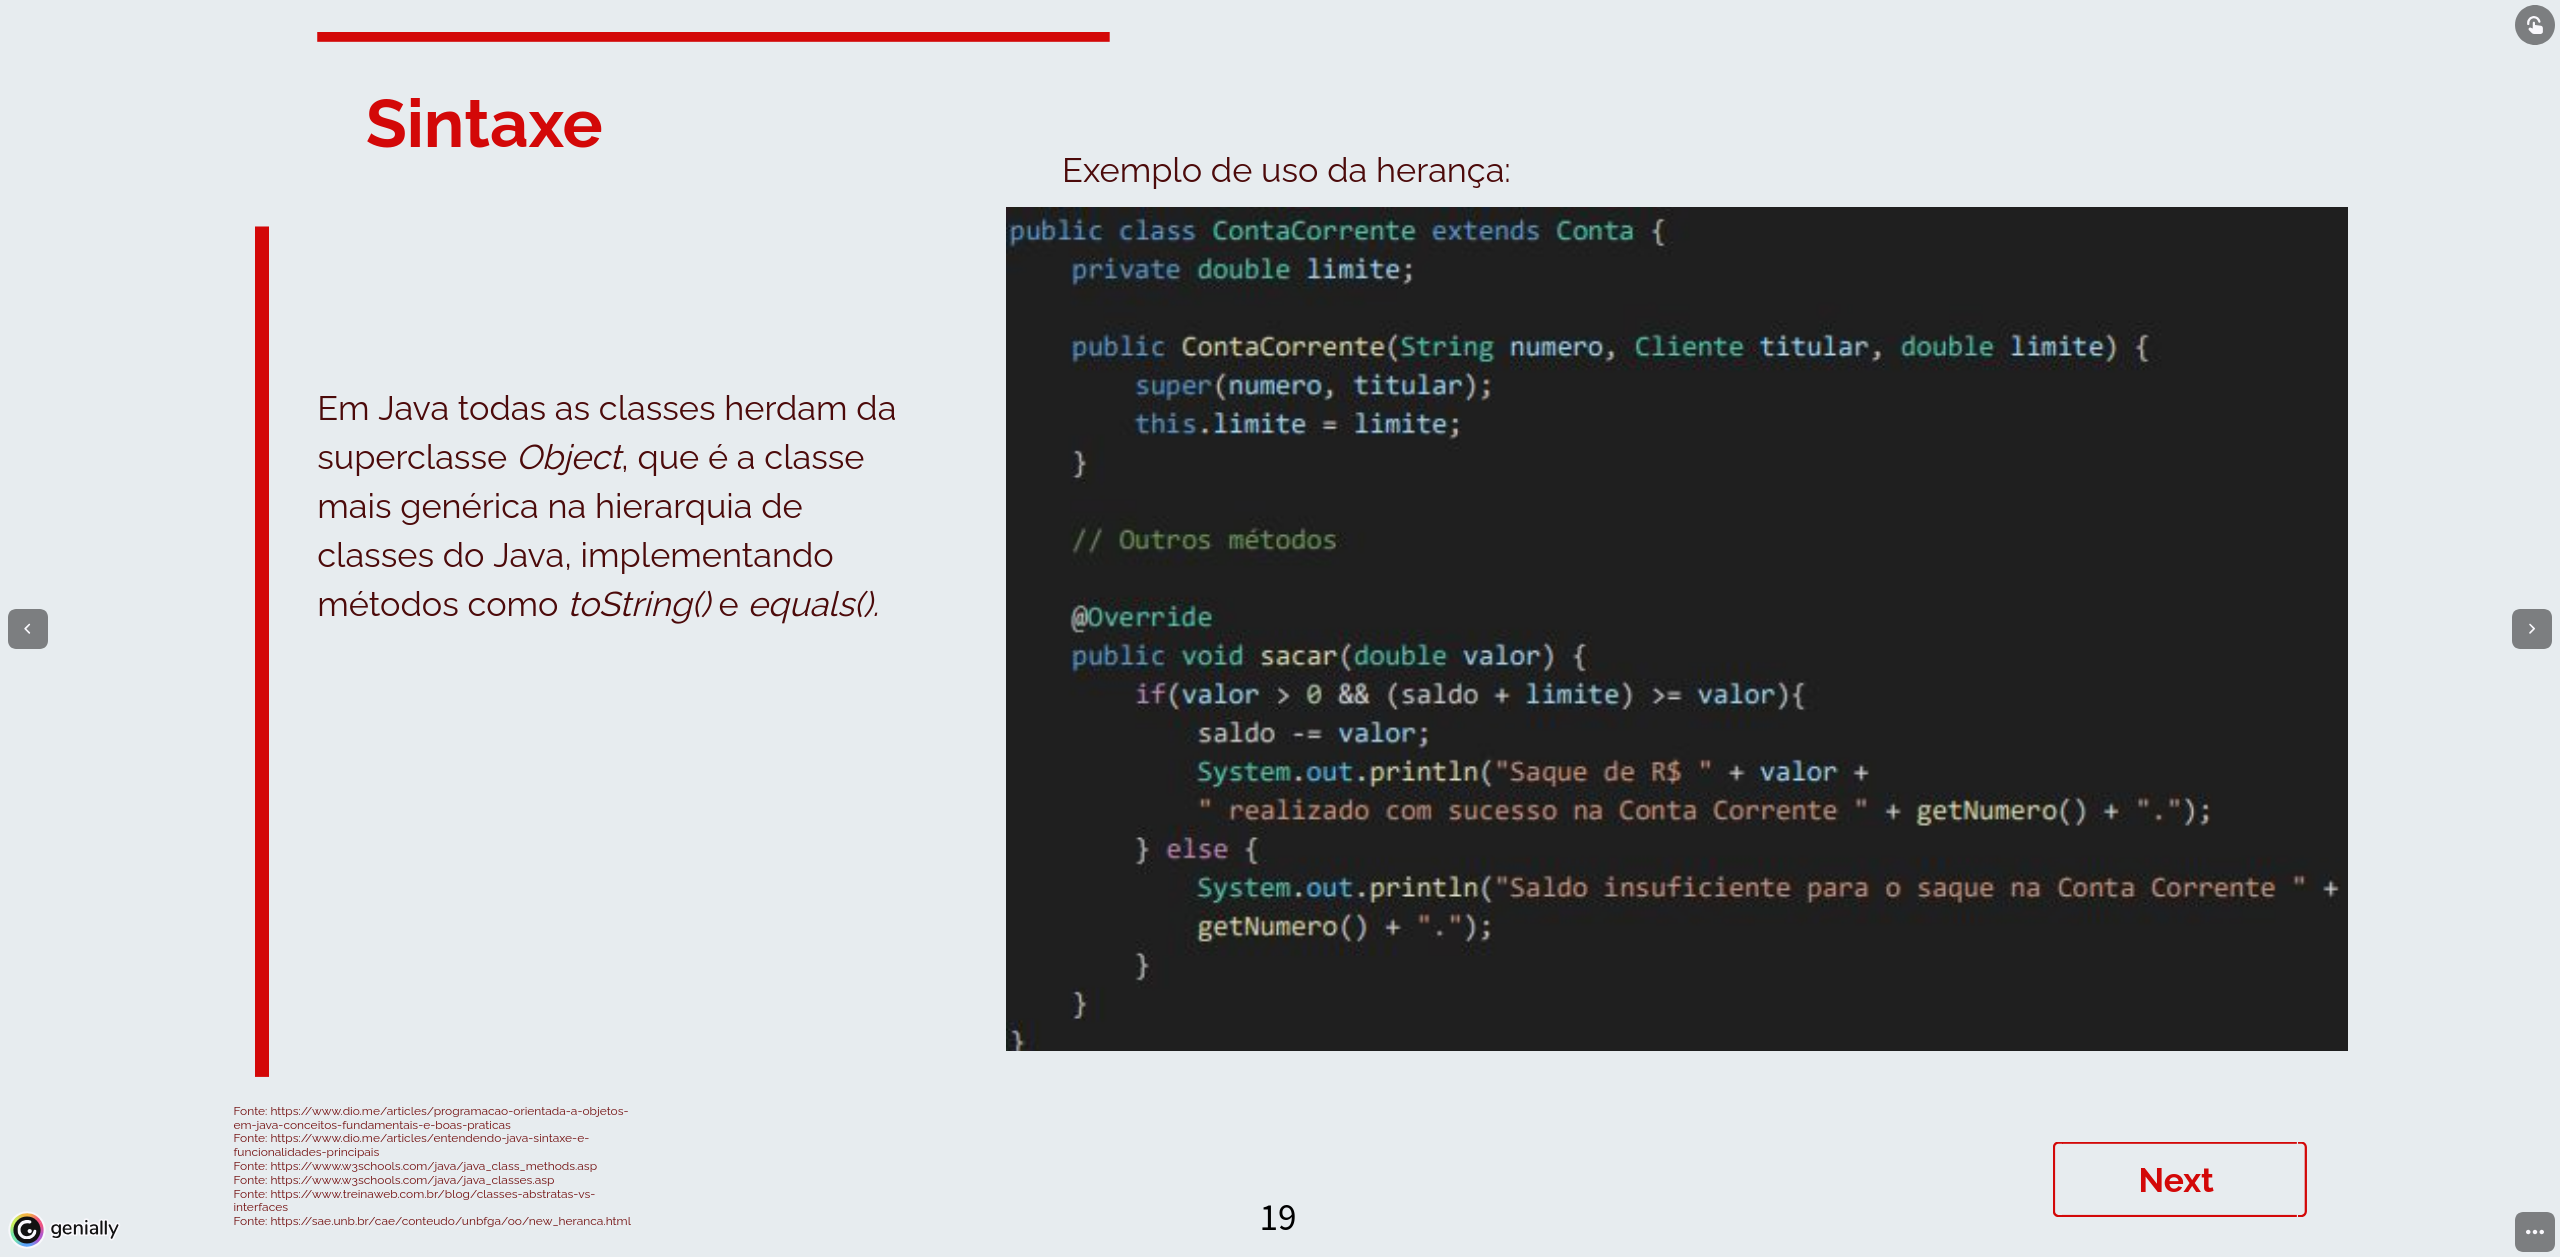 Sintaxe
Em Java todas as classes herdam da
superclasse Object, que é a classe
mais genérica na hierarquia de
classes do Java, implementando
métodos como toString() e equals().
Exemplo de uso da herança:
public class ContaCorrente extends Conta {
    private double limite;
    public ContaCorrente(String numero, Cliente titular, double limite) {
        super(numero, titular);
        this.limite = limite;
    }
    // Outros métodos
    @Override
    public void sacar(double valor) {
        if(valor > 0 && (saldo + limite) >= valor){
            saldo -= valor;
            System.out.println("Saque de R$ " + valor +
            " realizado com sucesso na Conta Corrente " + getNumero() + ".");
        } else {
            System.out.println("Saldo insuficiente para o saque na Conta Corrente " +
            getNumero() + ".");
        }
    }
}
Fonte: https://www.dio.me/articles/programacao-orientada-a-objetos-
em-java-conceitos-fundamentais-e-boas-praticas
Fonte: https://www.dio.me/articles/entendendo-java-sintaxe-e-
funcionalidades-principais
Fonte: https://www.w3schools.com/java/java_class_methods.asp
Fonte: https://www.w3schools.com/java/java_classes.asp
Fonte: https://www.treinaweb.com.br/blog/classes-abstratas-vs-
interfaces
Fonte: https://sae.unb.br/cae/conteudo/unbfga/oo/new_heranca.html
Next
19
genially